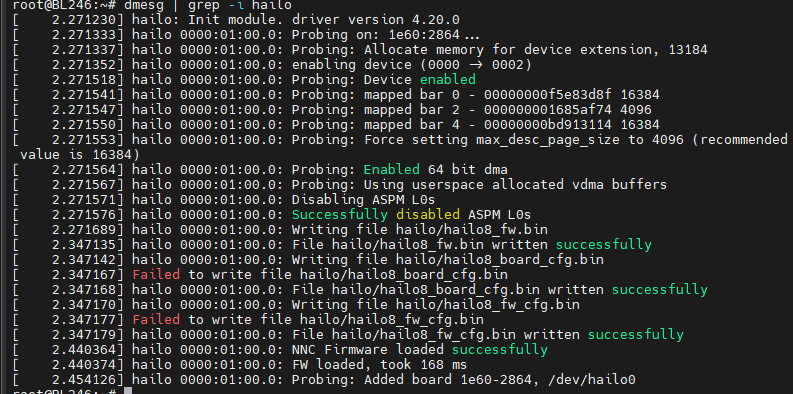 root@BL246:~# dmesg | grep -i hailo
[    2.271230] hailo: Init module. driver version 4.20.0
[    2.271333] hailo 0000:01:00.0: Probing on: 1e60:2864...
[    2.271337] hailo 0000:01:00.0: Probing: Allocate memory for device extension, 13184
[    2.271352] hailo 0000:01:00.0: enabling device (0000 -> 0002)
[    2.271518] hailo 0000:01:00.0: Probing: Device enabled
[    2.271541] hailo 0000:01:00.0: Probing: mapped bar 0 - 00000000f5e83d8f 16384
[    2.271547] hailo 0000:01:00.0: Probing: mapped bar 2 - 000000001685af74 4096
[    2.271550] hailo 0000:01:00.0: Probing: mapped bar 4 - 00000000bd913114 16384
[    2.271553] hailo 0000:01:00.0: Probing: Force setting max_desc_page_size to 4096 (recommended
 value is 16384)
[    2.271564] hailo 0000:01:00.0: Probing: Enabled 64 bit dma
[    2.271567] hailo 0000:01:00.0: Probing: Using userspace allocated vdma buffers
[    2.271571] hailo 0000:01:00.0: Disabling ASPM L0s
[    2.271576] hailo 0000:01:00.0: Successfully disabled ASPM L0s
[    2.271689] hailo 0000:01:00.0: Writing file hailo/hailo8_fw.bin
[    2.347135] hailo 0000:01:00.0: File hailo/hailo8_fw.bin written successfully
[    2.347142] hailo 0000:01:00.0: Writing file hailo/hailo8_board_cfg.bin
[    2.347167] Failed to write file hailo/hailo8_board_cfg.bin
[    2.347168] hailo 0000:01:00.0: File hailo/hailo8_board_cfg.bin written successfully
[    2.347170] hailo 0000:01:00.0: Writing file hailo/hailo8_fw_cfg.bin
[    2.347177] Failed to write file hailo/hailo8_fw_cfg.bin
[    2.347179] hailo 0000:01:00.0: File hailo/hailo8_fw_cfg.bin written successfully
[    2.440364] hailo 0000:01:00.0: NNC Firmware loaded successfully
[    2.440374] hailo 0000:01:00.0: FW loaded, took 168 ms
[    2.454126] hailo 0000:01:00.0: Probing: Added board 1e60-2864, /dev/hailo0
root@BL246:~#